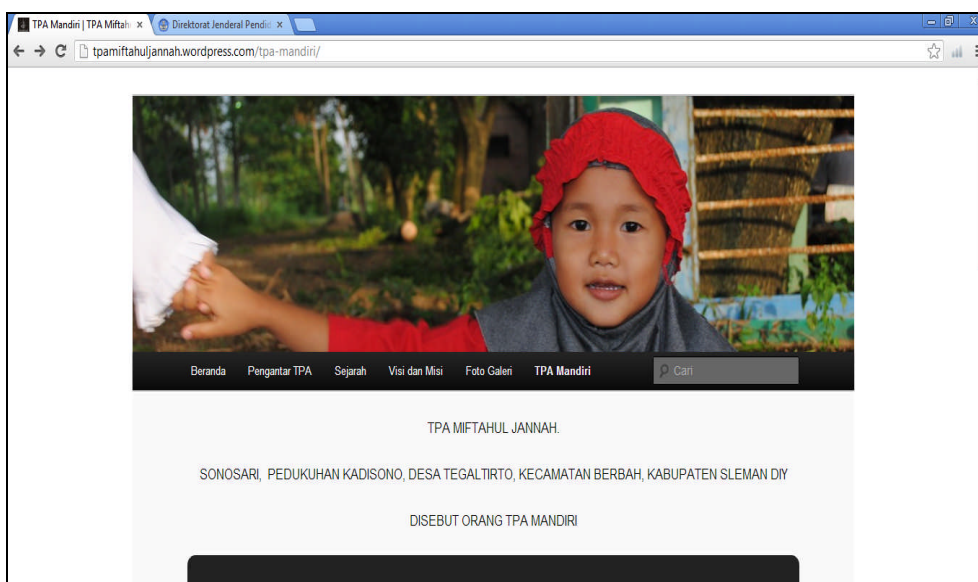 TPA Mandiri | TPA Miftah
Direktorat Jenderal Pendid
tpamiftahuljannah.wordpress.com/tpa-mandiri/
Beranda Pengantar TPA Sejarah Visi dan Misi Foto Galeri TPA Mandiri Cari
TPA MIFTAHUL JANNAH.
SONOSARI, PEDUKUHAN KADISONO, DESA TEGALTIRTO, KECAMATAN BERBAH, KABUPATEN SLEMAN DIY
DISEBUT ORANG TPA MANDIRI